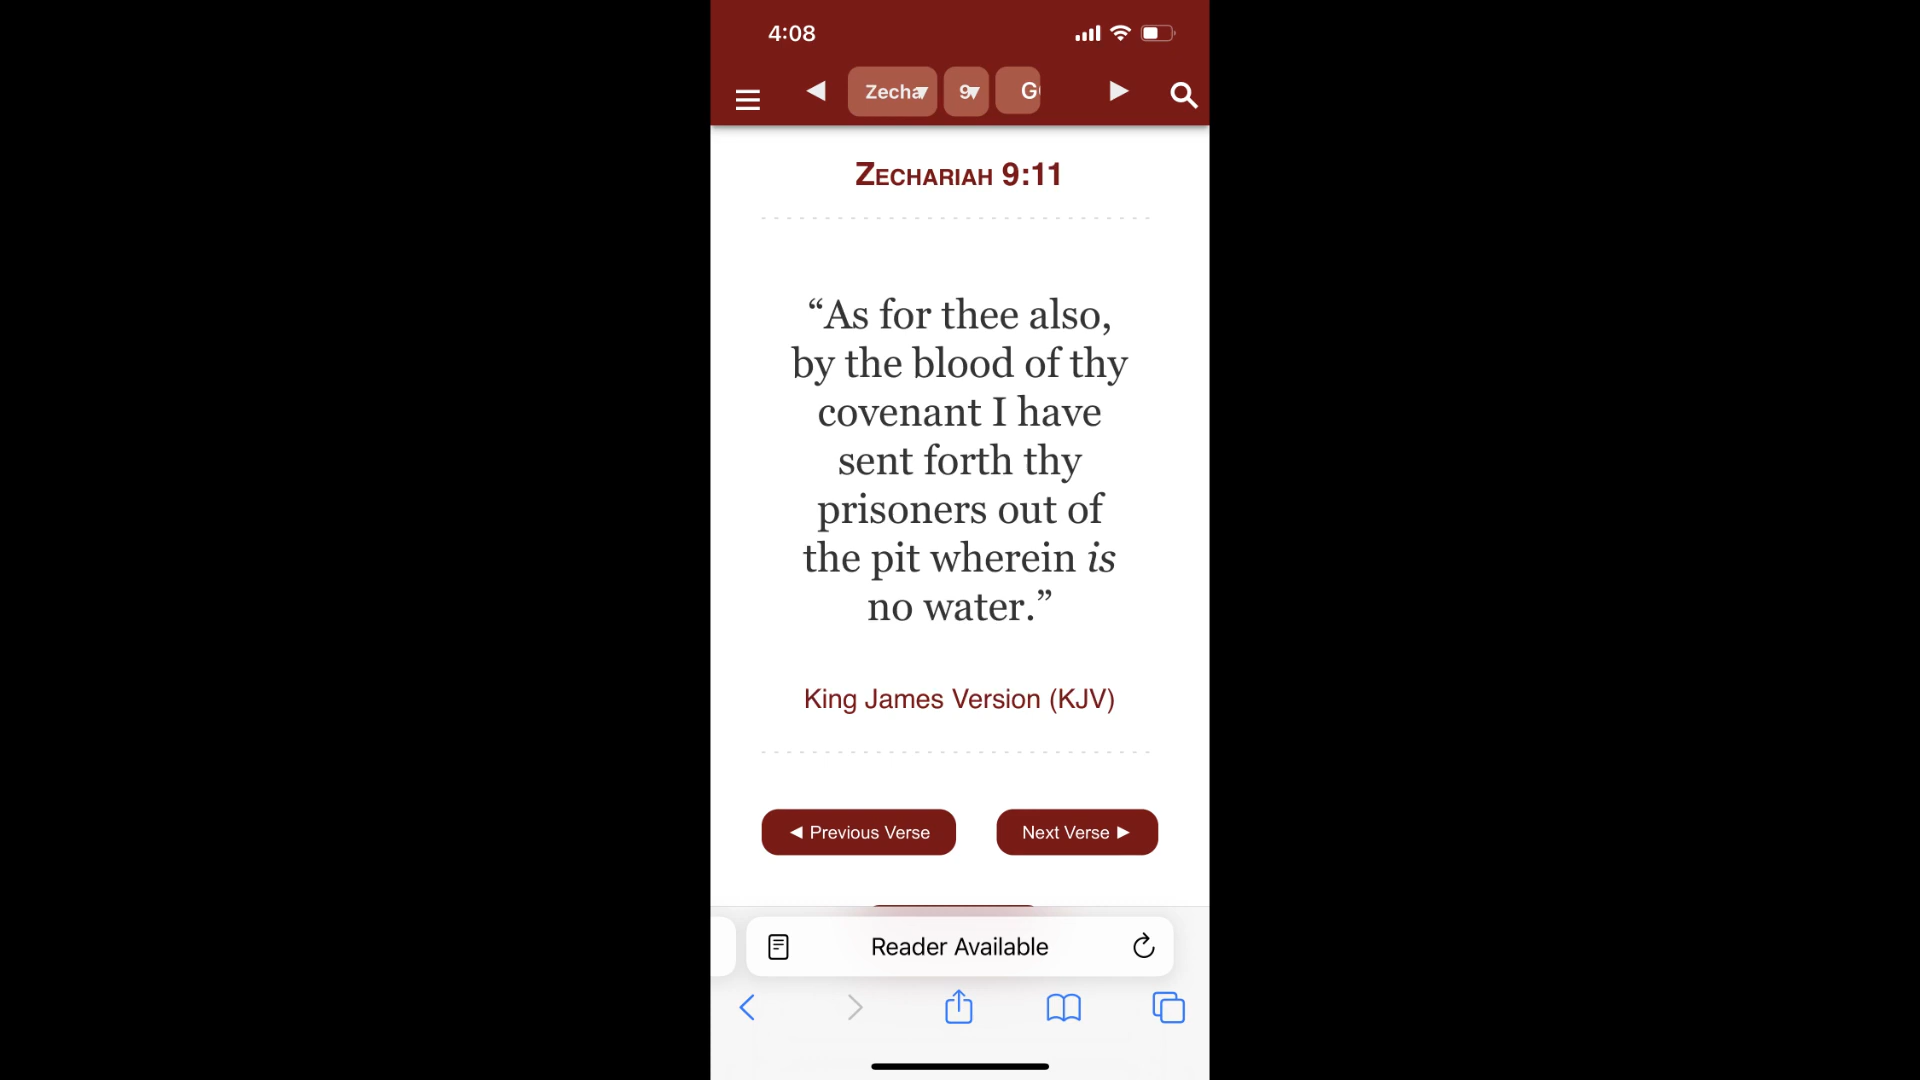 4:08
Zecha 9 G
ZECHARIAH 9:11
“As for thee also,
by the blood of thy
covenant I have
sent forth thy
prisoners out of
the pit wherein is
no water.”
King James Version (KJV)
◀ Previous Verse Next Verse ▶
Reader Available